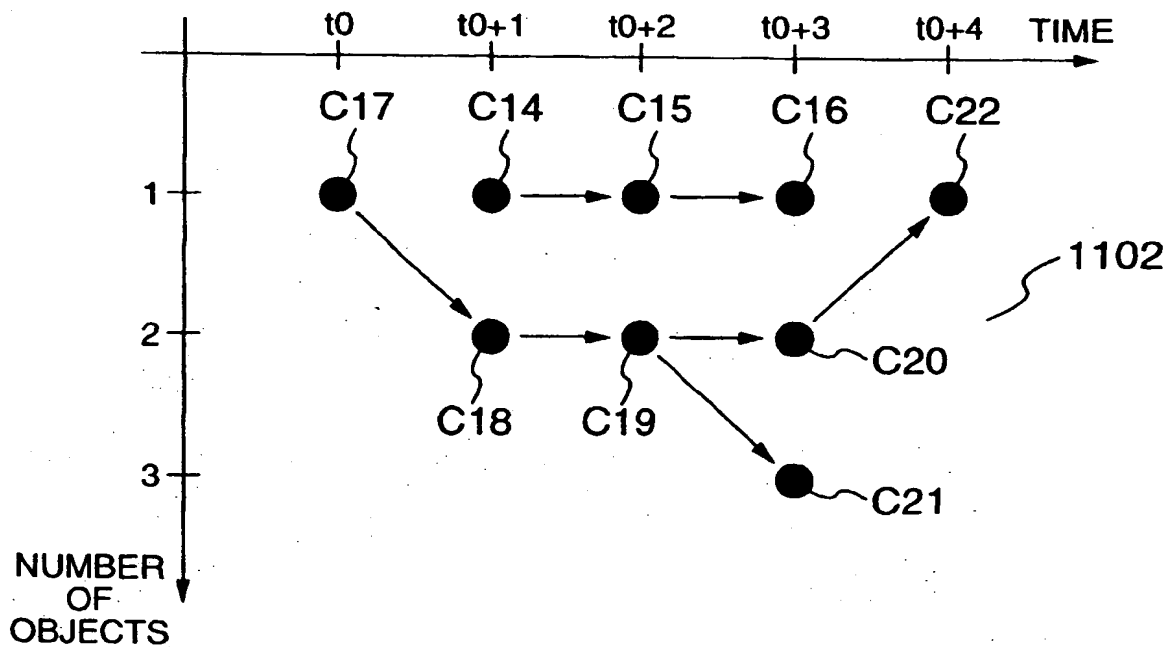 t0 t0+1 t0+2 t0+3 t0+4 TIME
C17 C14 C15 C16 C22
1
1102
2
C20
C18 C19
3
C21
NUMBER
OF
OBJECTS